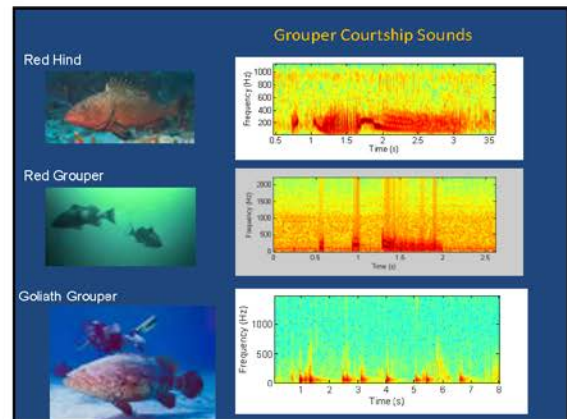 Grouper Courtship Sounds
Red Hind
Frequency (Hz)
1000
800
600
400
200
0.5 1 1.5 2 2.5 3 3.5
Time (s)
Red Grouper
Frequency (Hz)
2000
1500
1000
500
0
0 0.5 1 1.5 2 2.5
Time (s)
Goliath Grouper
Frequency (Hz)
1000
500
0
0 1 2 3 4 5 6 7 8
Time (s)